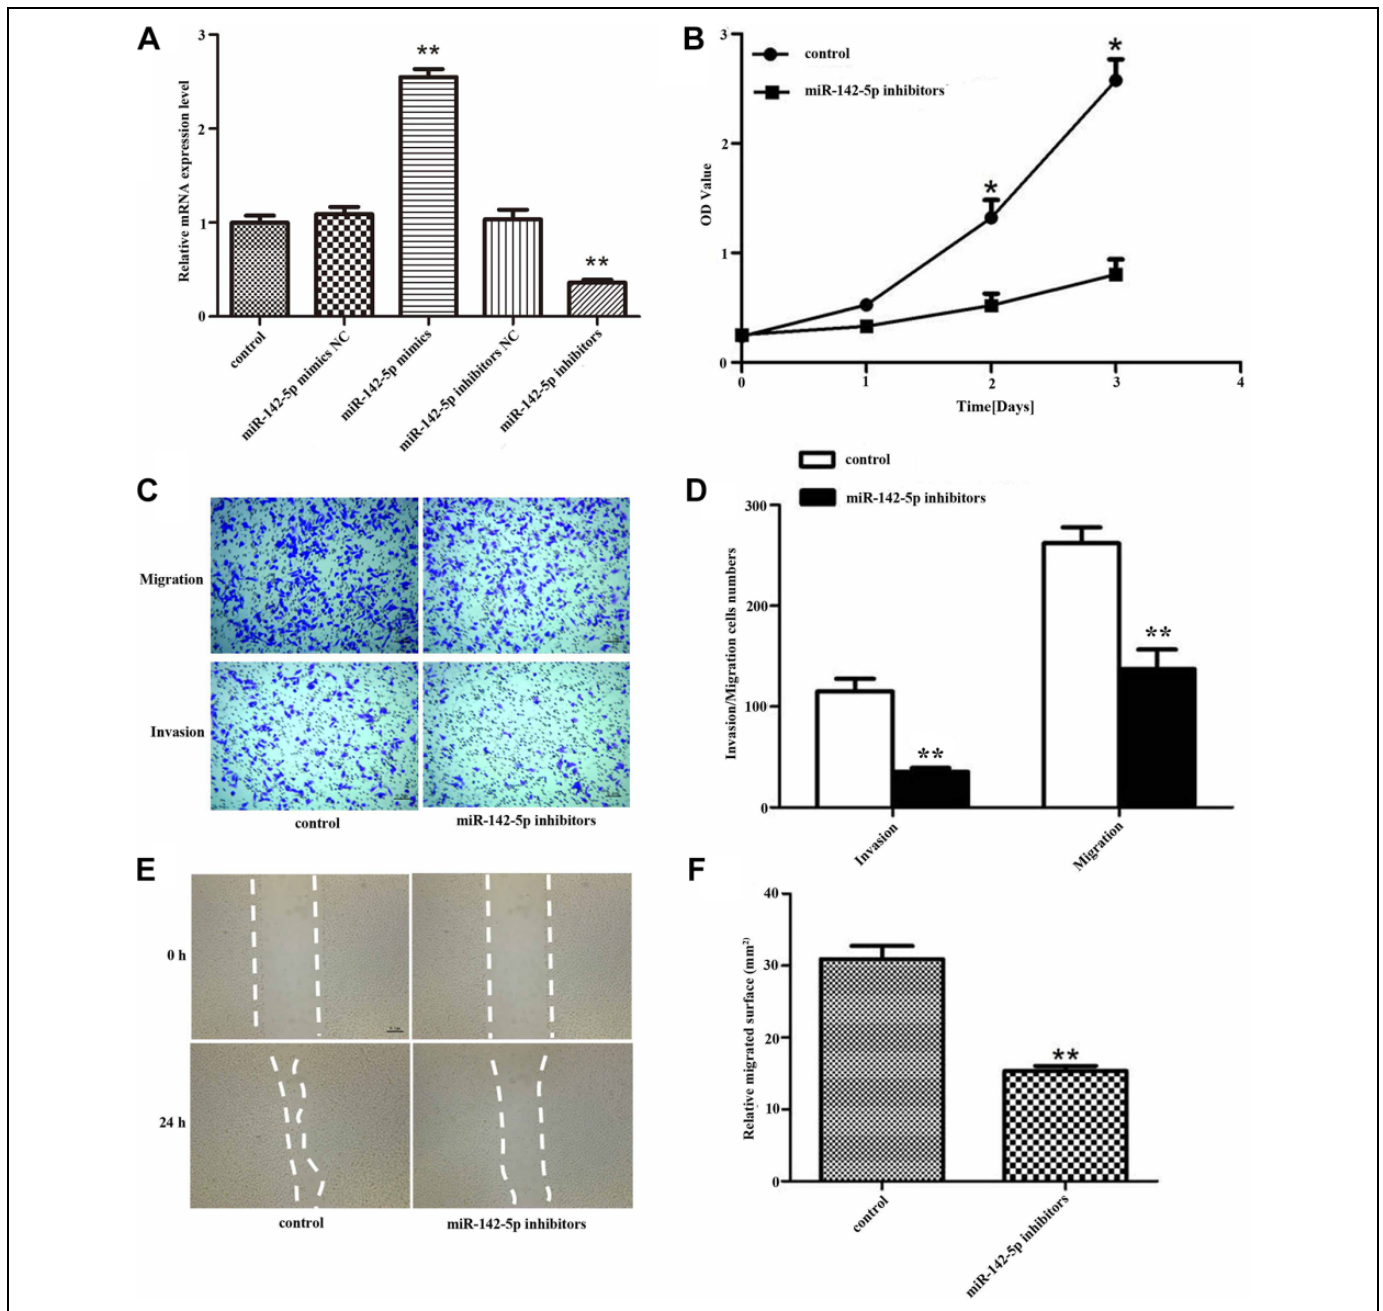 A
Relative mRNA expression level
3
2
1
0
**
**
control
miR-142-5p mimics NC
miR-142-5p mimics
miR-142-5p inhibitors NC
miR-142-5p inhibitors
B
control
miR-142-5p inhibitors
OD Value
3
2
1
0
*
*
0 1 2 3 4
Time[Days]
C
Migration
Invasion
control
miR-142-5p inhibitors
D
control
miR-142-5p inhibitors
Invasion/Migration cells numbers
300
200
100
0
**
**
Invasion
Migration
E
0 h
24 h
control
miR-142-5p inhibitors
F
Relative migrated surface (mm²)
40
30
20
10
0
**
control
miR-142-5p inhibitors